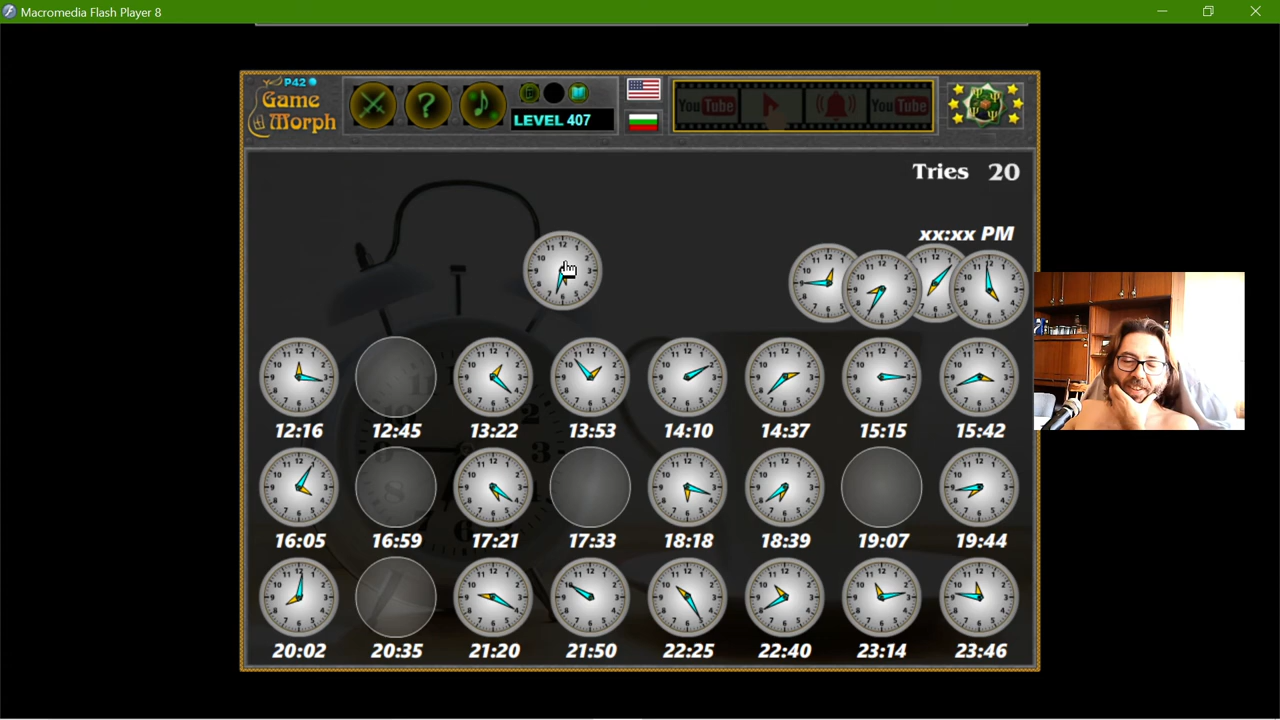 Macromedia Flash Player 8
P42
Game
Morph
LEVEL 407
YouTube
YouTube
Tries 20
xx:xx PM
12:16 12:45 13:22 13:53 14:10 14:37 15:15 15:42
16:05 16:59 17:21 17:33 18:18 18:39 19:07 19:44
20:02 20:35 21:20 21:50 22:25 22:40 23:14 23:46